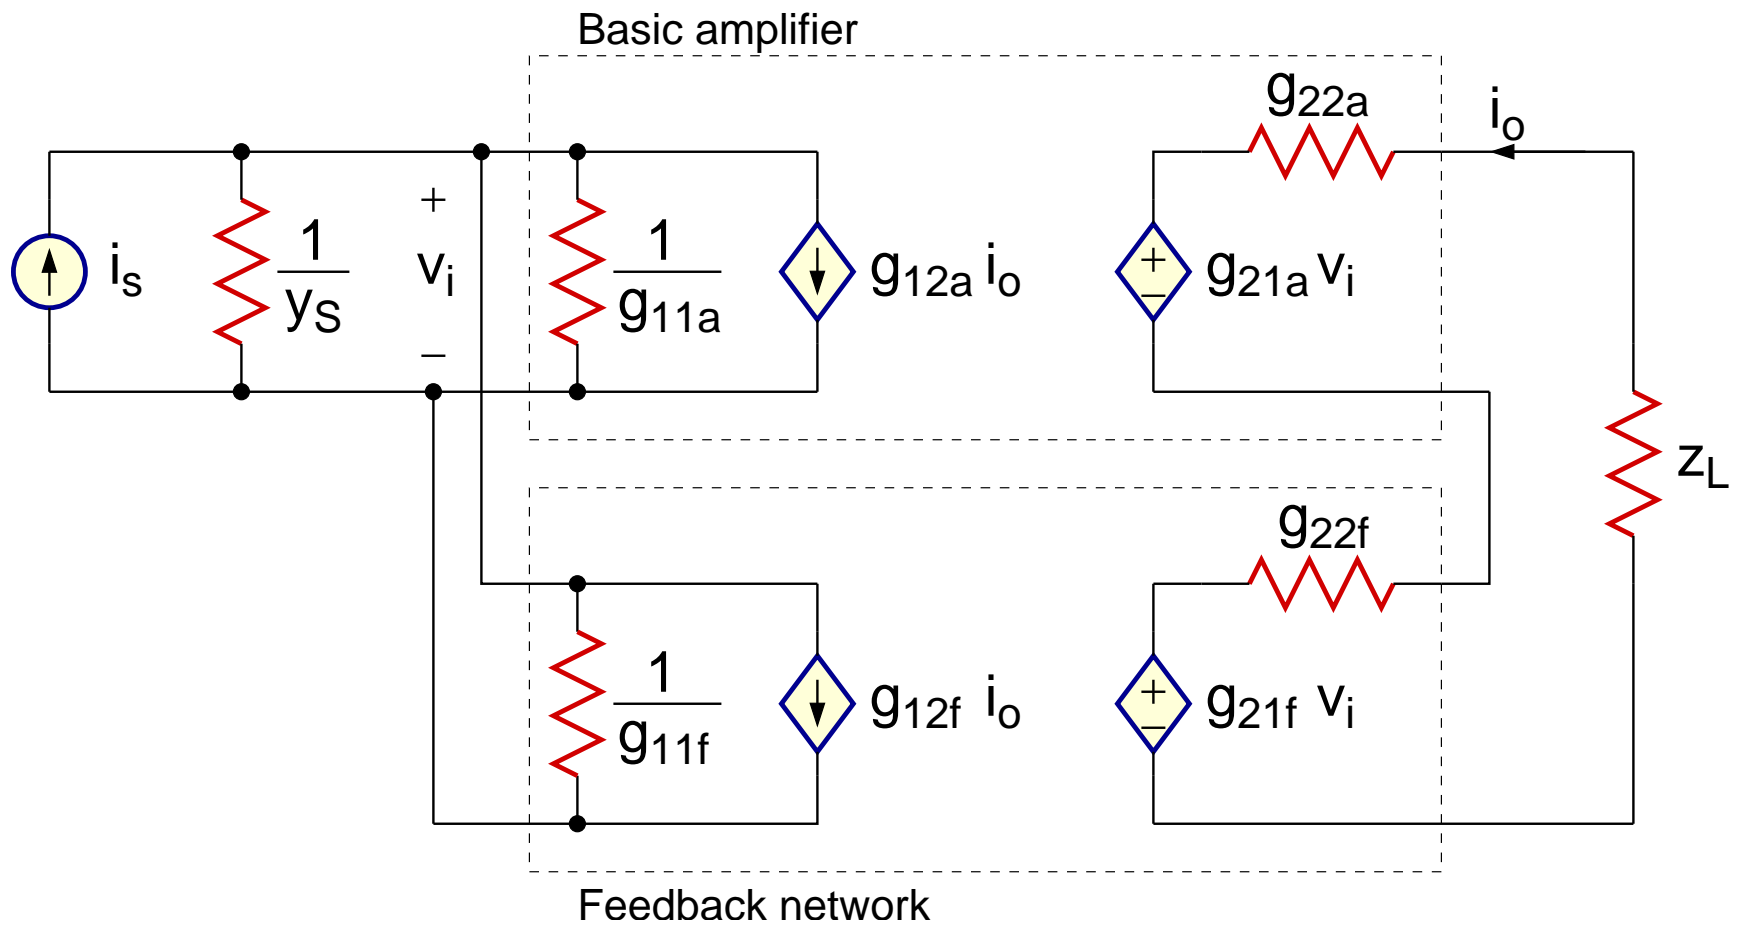 Basic amplifier
g22a
io
is
1
yS
+
vi
−
1
g11a
g12a io
+
−
g21a vi
zL
g22f
1
g11f
g12f io
+
−
g21f vi
Feedback network